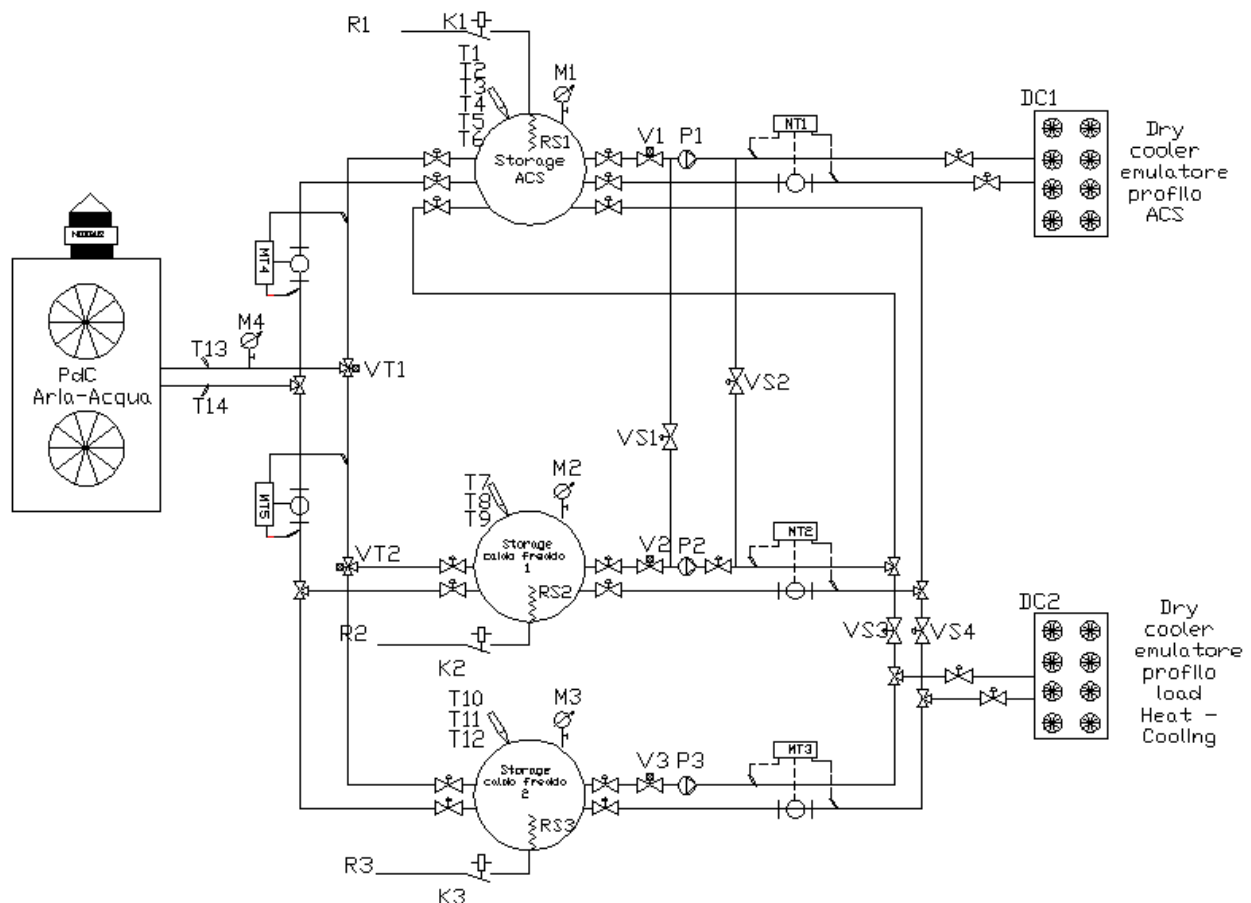 R1
K1
T1
T2
T3
T4
T5
T6
M1
RS1
Storage
ACS
V1
P1
MT1
DC1
Dry
cooler
emulatore
profilo
ACS
MT4
M4
T13
T14
PdC
Aria-Acqua
VT1
VS2
VS1
MT5
T7
T8
T9
M2
VT2
Storage
caldo freddo
1
RS2
V2
P2
MT2
R2
K2
VS3
VS4
DC2
Dry
cooler
emulatore
profilo
load
Heat -
Cooling
T10
T11
T12
M3
Storage
caldo freddo
2
RS3
V3
P3
MT3
R3
K3